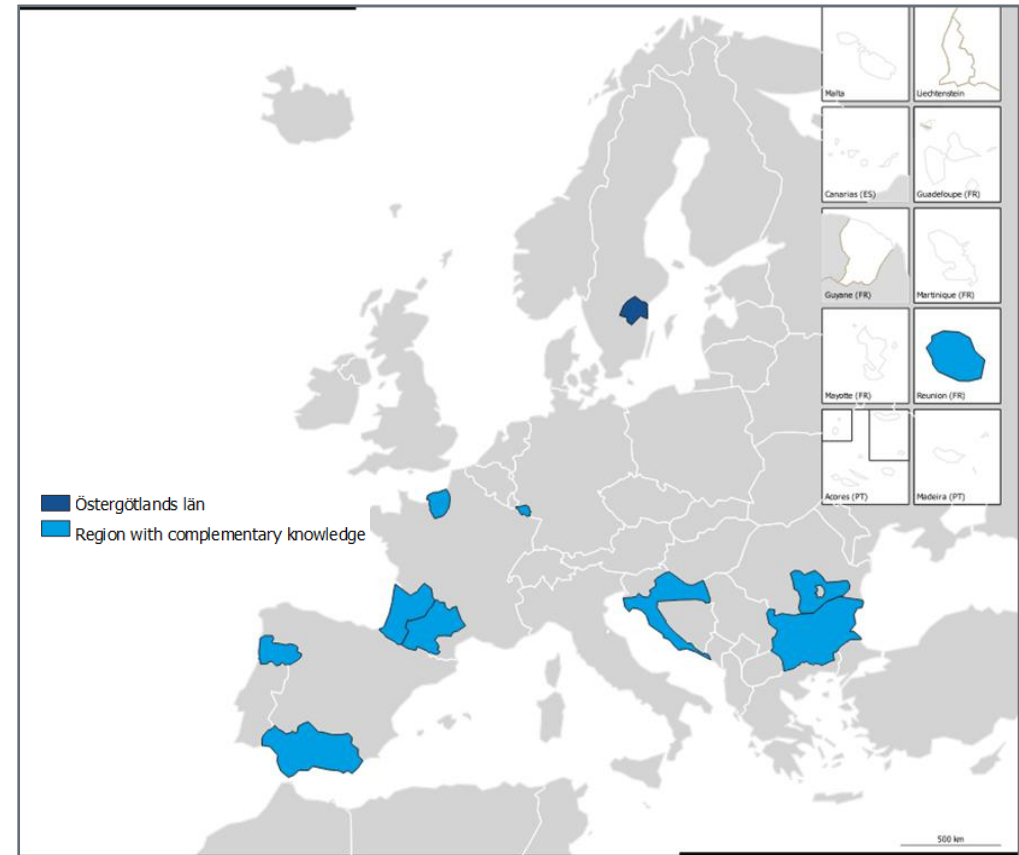 Malta
Liechtenstein
Canarias (ES)
Guadeloupe (FR)
Guyane (FR)
Martinique (FR)
Mayotte (FR)
Reunion (FR)
Acores (PT)
Madeira (PT)
Östergötlands län
Region with complementary knowledge
500 km